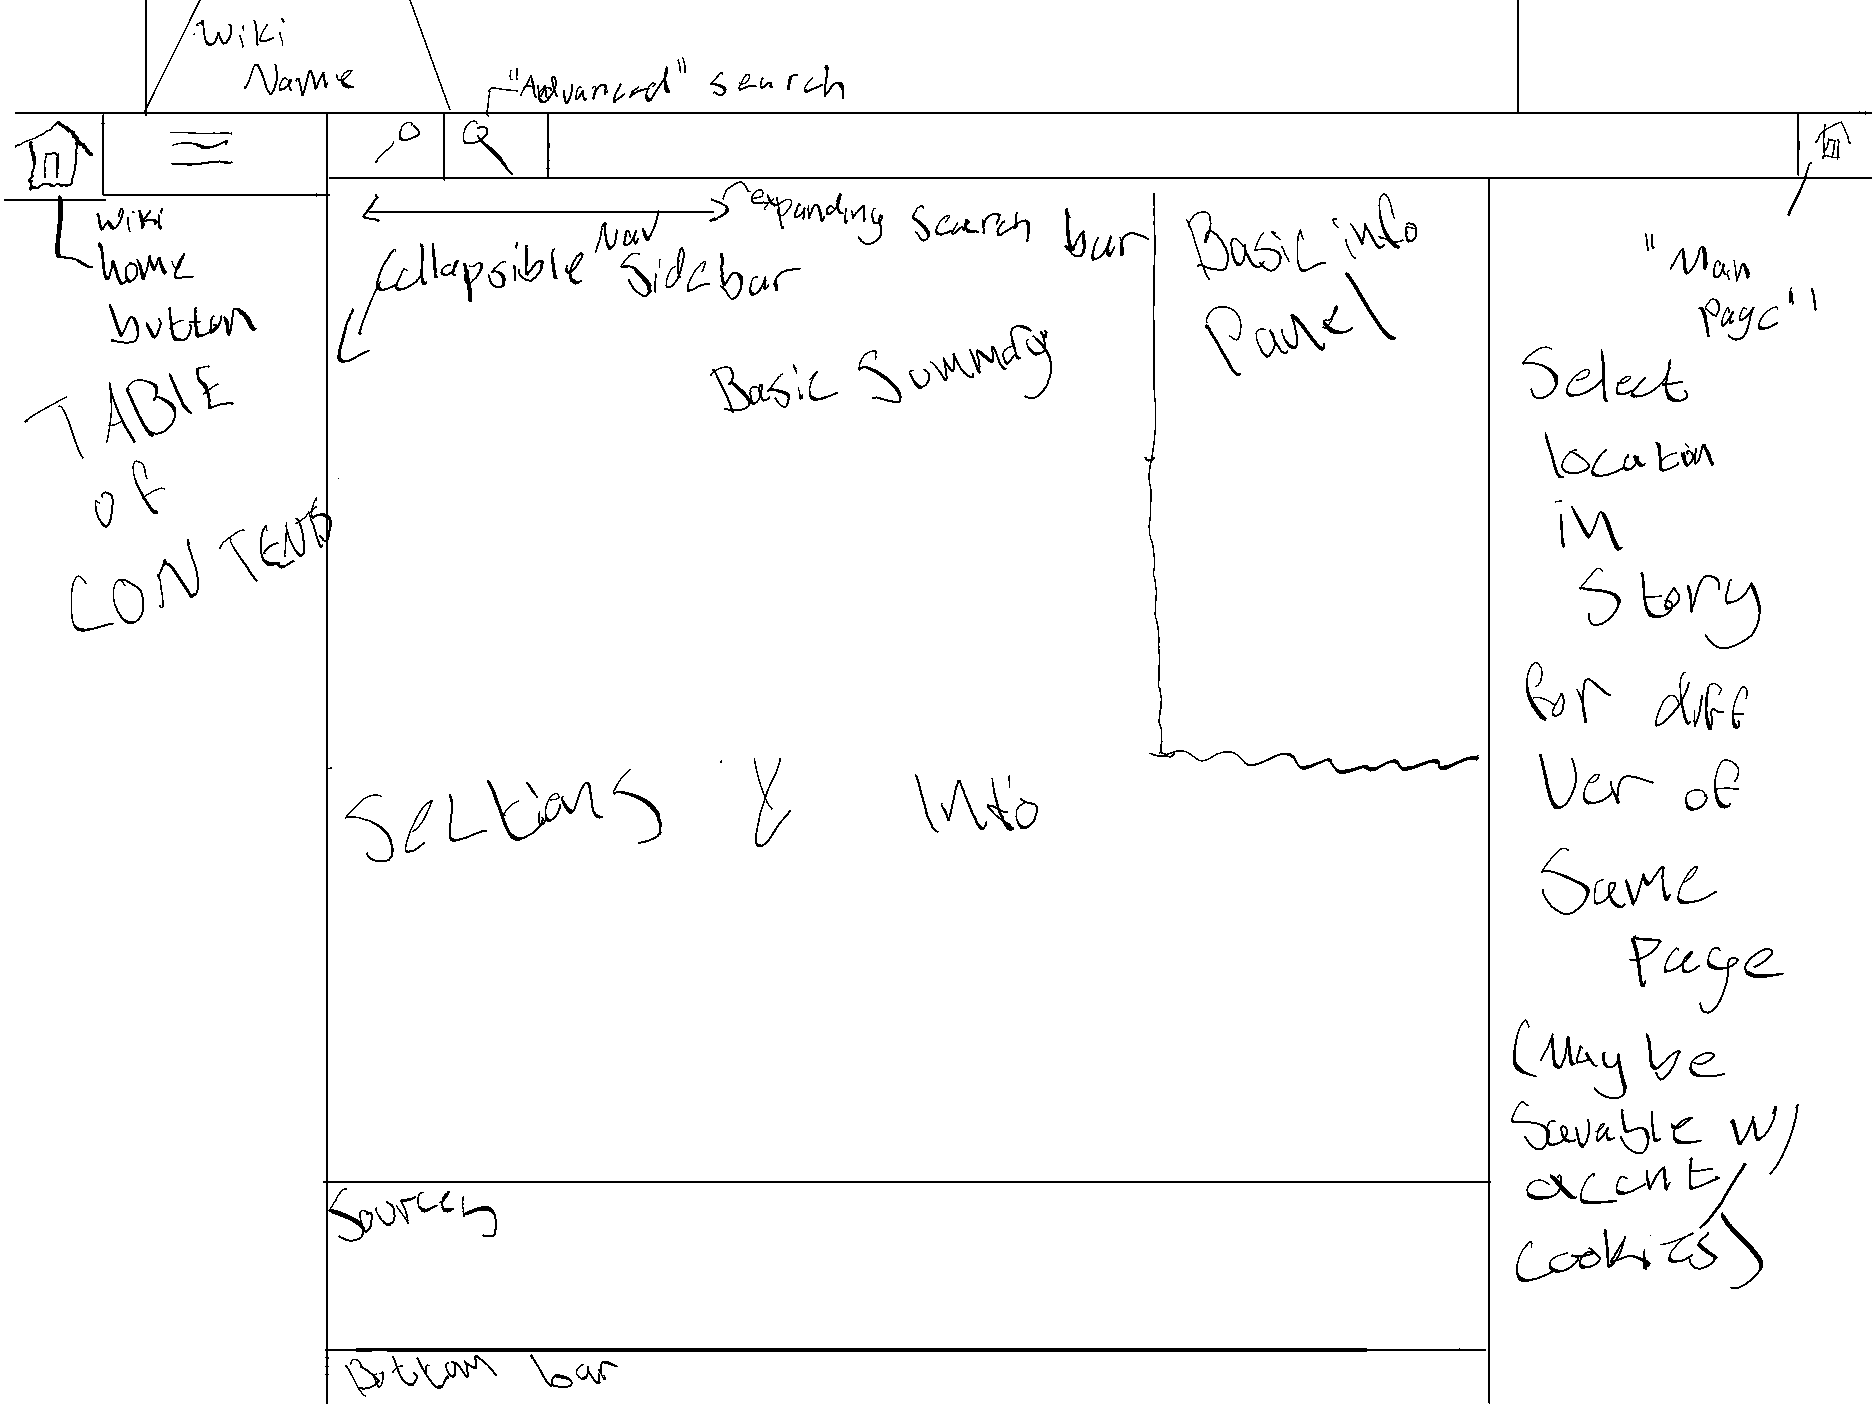 Wiki
Name
"Advanced" search
wiki
home
button
expanding search bar
Collapsible Nav Sidebar
Basic info
Panel
"Main
Page"
Basic Summary
TABLE
of
CONTENTS
Select
location
in
Story
for diff
Ver of
Same
Page
(May be
Savable w/
accnt/
cookies)
Sections & Info
Sources
Bottom bar